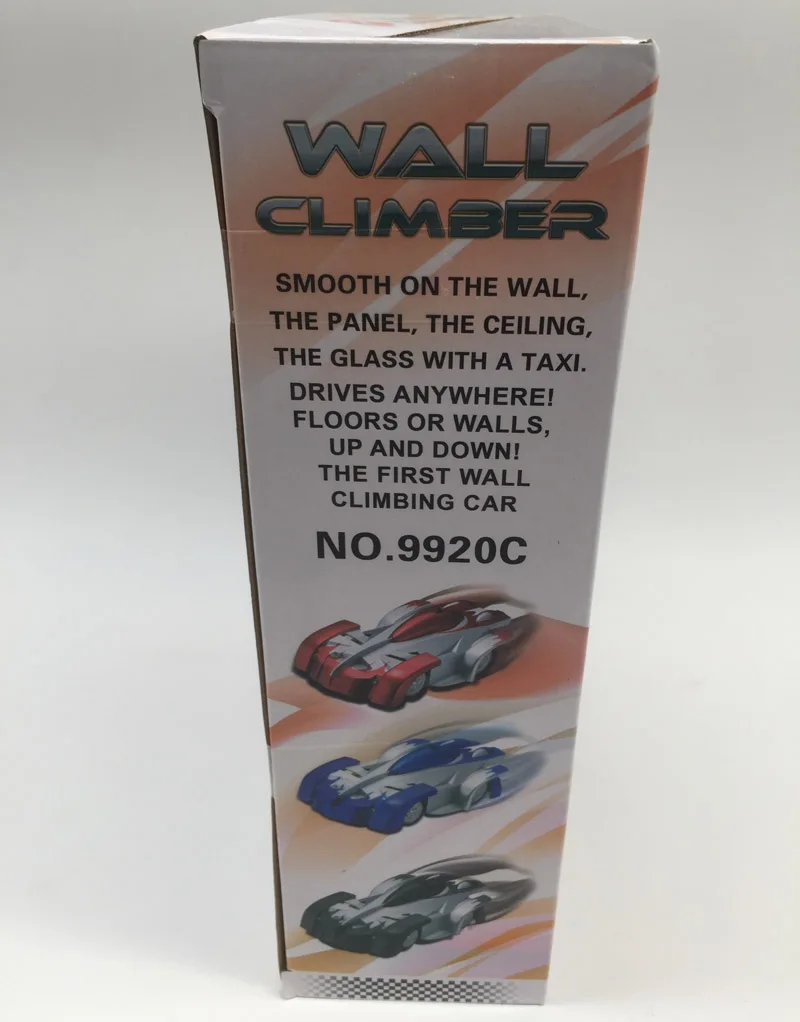 WALL
CLIMBER
SMOOTH ON THE WALL,
THE PANEL, THE CEILING,
THE GLASS WITH A TAXI.
DRIVES ANYWHERE!
FLOORS OR WALLS,
UP AND DOWN!
THE FIRST WALL
CLIMBING CAR
NO.9920C